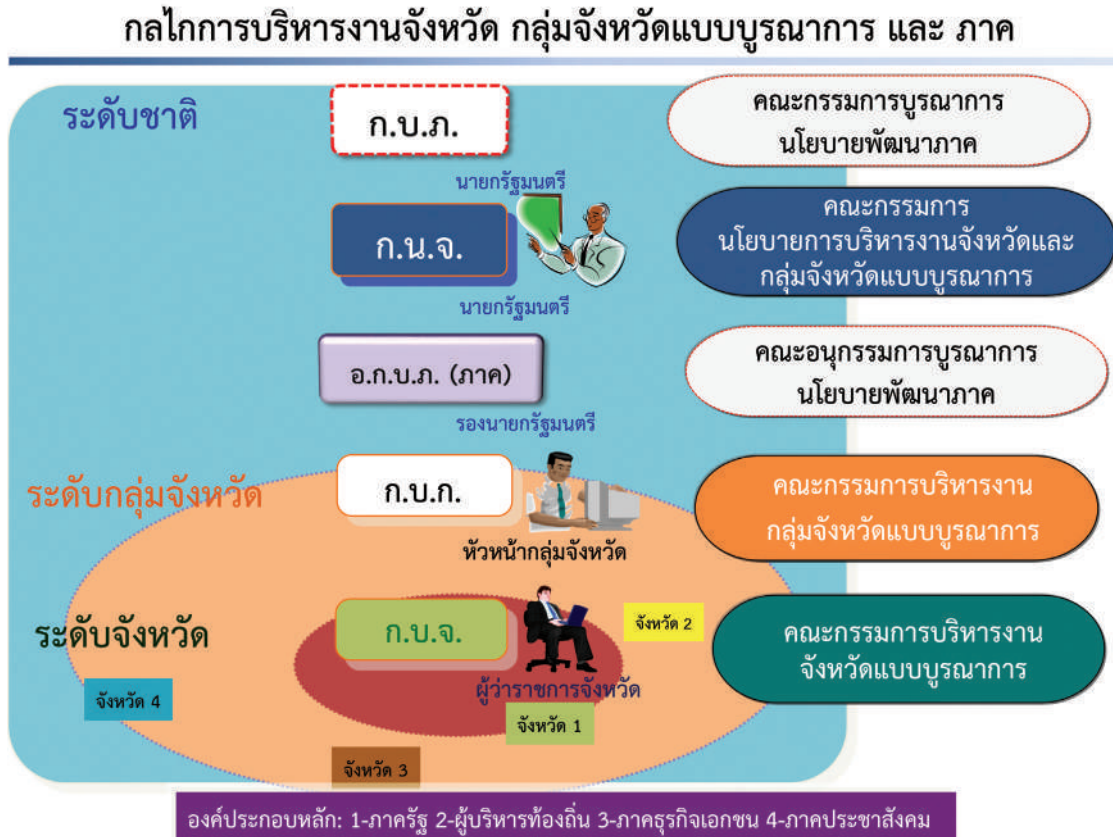 กลไกการบริหารงานจังหวัด กลุ่มจังหวัดแบบบูรณาการ และ ภาค
ระดับชาติ
ก.บ.ภ.
คณะกรรมการบูรณาการ
นโยบายพัฒนาภาค
นายกรัฐมนตรี
ก.น.จ.
คณะกรรมการ
นโยบายการบริหารงานจังหวัดและ
กลุ่มจังหวัดแบบบูรณาการ
นายกรัฐมนตรี
อ.ก.บ.ภ. (ภาค)
คณะอนุกรรมการบูรณาการ
นโยบายพัฒนาภาค
รองนายกรัฐมนตรี
ระดับกลุ่มจังหวัด
ก.บ.ก.
คณะกรรมการบริหารงาน
กลุ่มจังหวัดแบบบูรณาการ
หัวหน้ากลุ่มจังหวัด
ระดับจังหวัด
ก.บ.จ.
จังหวัด 2
คณะกรรมการบริหารงาน
จังหวัดแบบบูรณาการ
ผู้ว่าราชการจังหวัด
จังหวัด 4
จังหวัด 1
จังหวัด 3
องค์ประกอบหลัก: 1-ภาครัฐ 2-ผู้บริหารท้องถิ่น 3-ภาคธุรกิจเอกชน 4-ภาคประชาสังคม